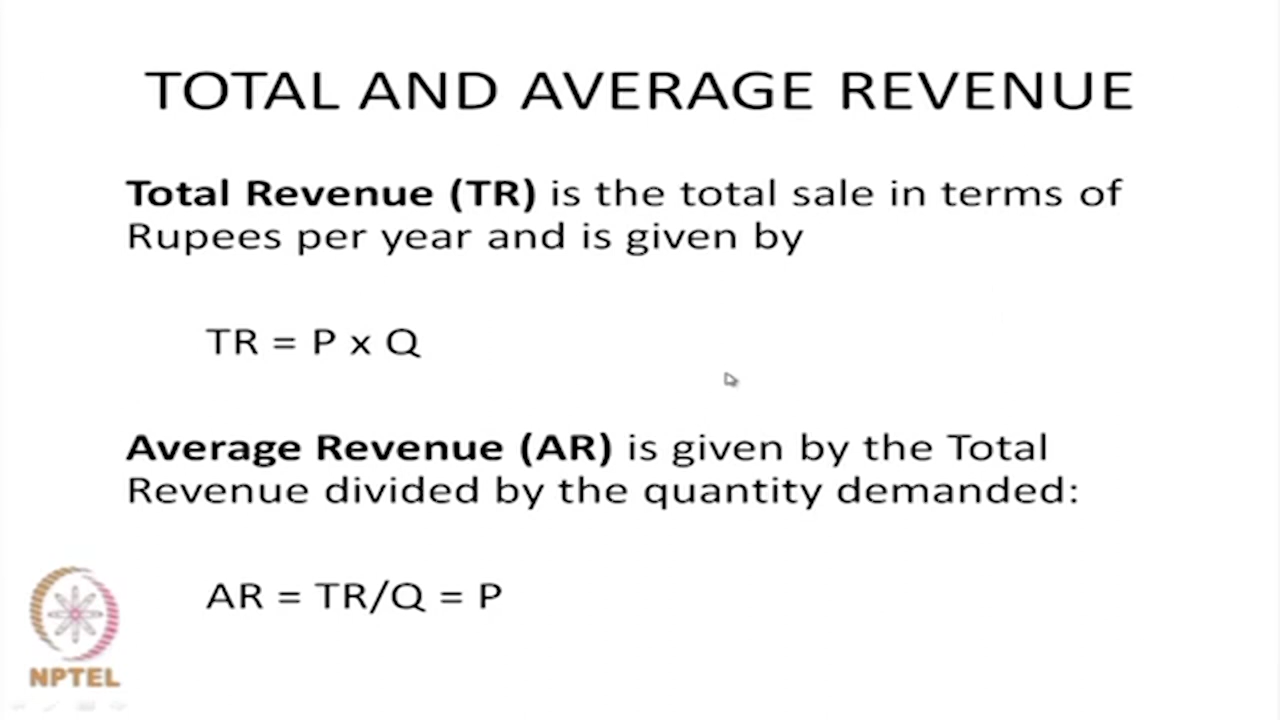 TOTAL AND AVERAGE REVENUE
Total Revenue (TR) is the total sale in terms of
Rupees per year and is given by
TR = P x Q
Average Revenue (AR) is given by the Total
Revenue divided by the quantity demanded:
AR = TR/Q = P
NPTEL